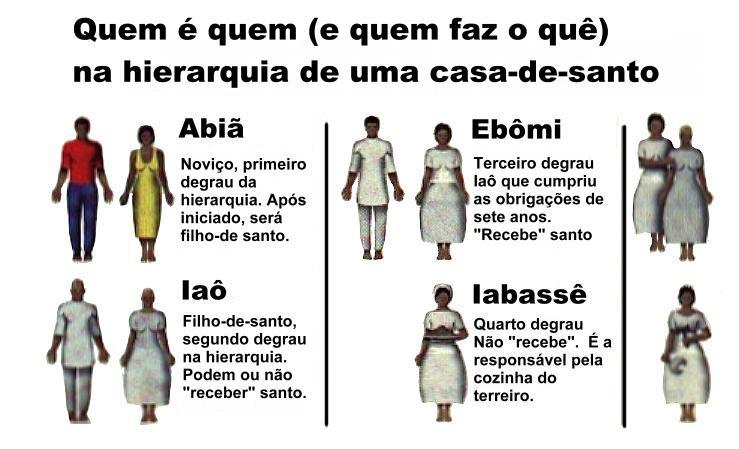 Quem é quem (e quem faz o quê)
na hierarquia de uma casa-de-santo
Abiã
Noviço, primeiro
degrau da
hierarquia. Após
iniciado, será
filho-de santo.
Iaô
Filho-de-santo,
segundo degrau
na hierarquia.
Podem ou não
"receber" santo.
Ebômi
Terceiro degrau
Iaô que cumpriu
as obrigações de
sete anos.
"Recebe" santo
Iabassê
Quarto degrau
Não "recebe".  É a
responsável pela
cozinha do
terreiro.